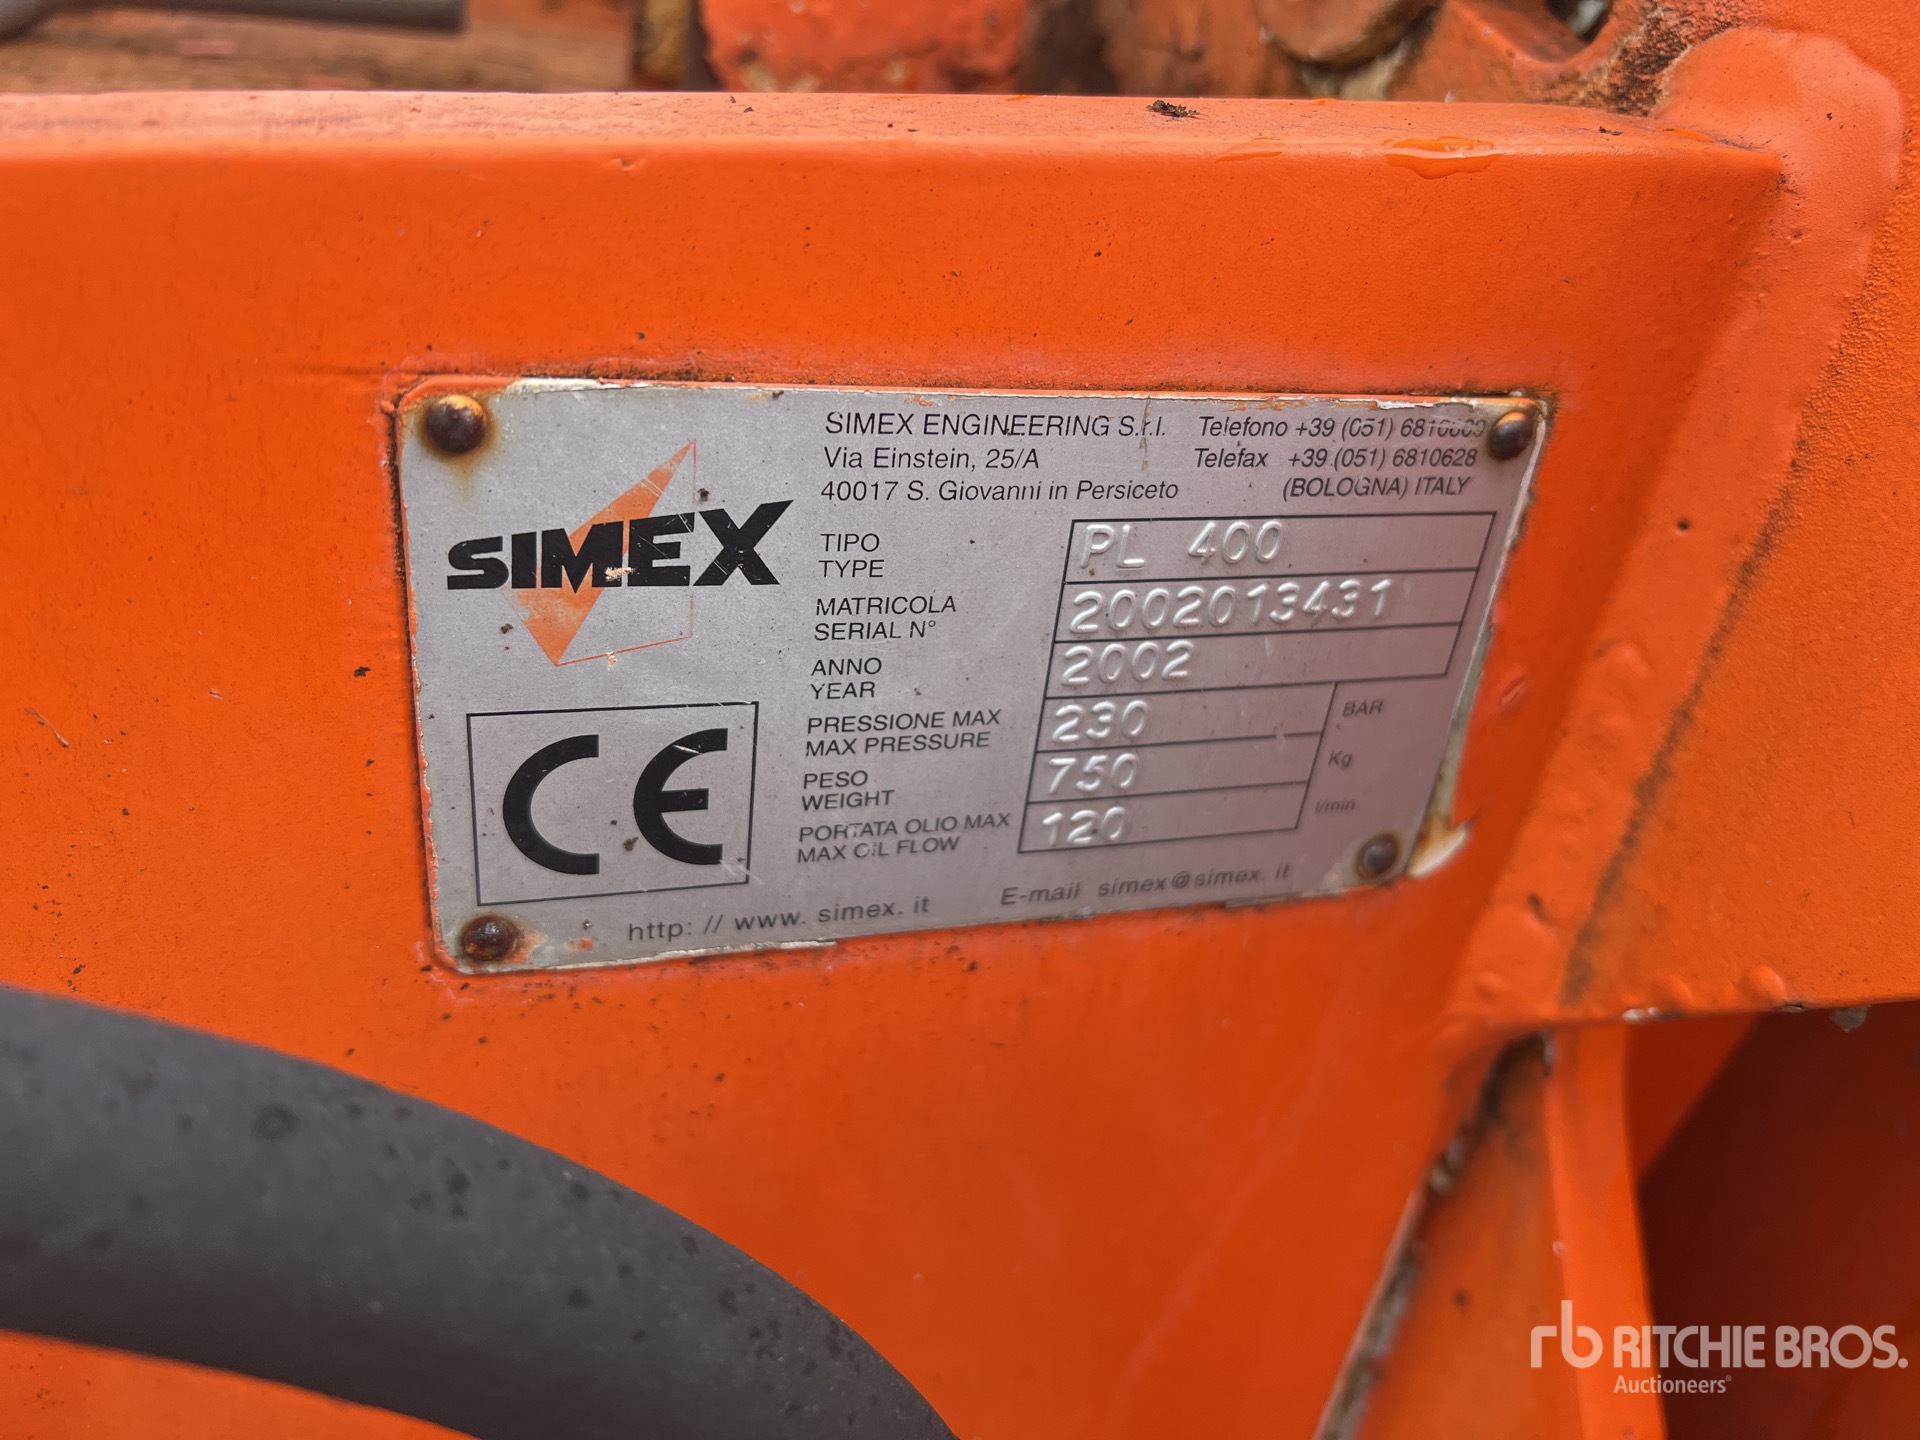 SIMEX ENGINEERING S.r.l. Telefono +39 (051)
Via Einstein, 25/A Telefax +39 (051) 6810628
40017 S. Giovanni in Persiceto (BOLOGNA) ITALY
SIMEX
TIPO
TYPE PL 400
MATRICOLA
SERIAL N° 2002013431
ANNO
YEAR 2002
PRESSIONE MAX
MAX PRESSURE 230 BAR
PESO
WEIGHT 750 Kg
PORTATA OLIO MAX
MAX OIL FLOW 120 l/min
CE
http: // www. simex. it E-mail simex@simex. it
rb RITCHIE BROS.
Auctioneers®